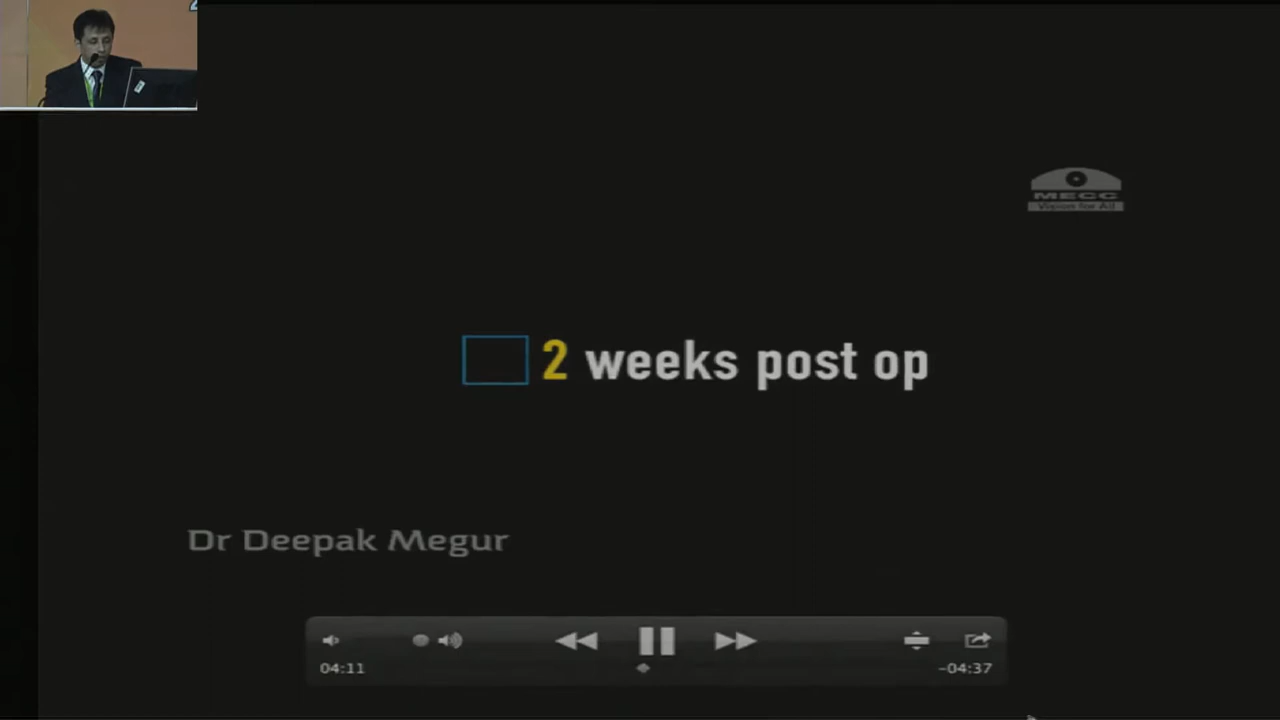 MECC
Vision for All
2 weeks post op
Dr Deepak Megur
04:11
-04:37